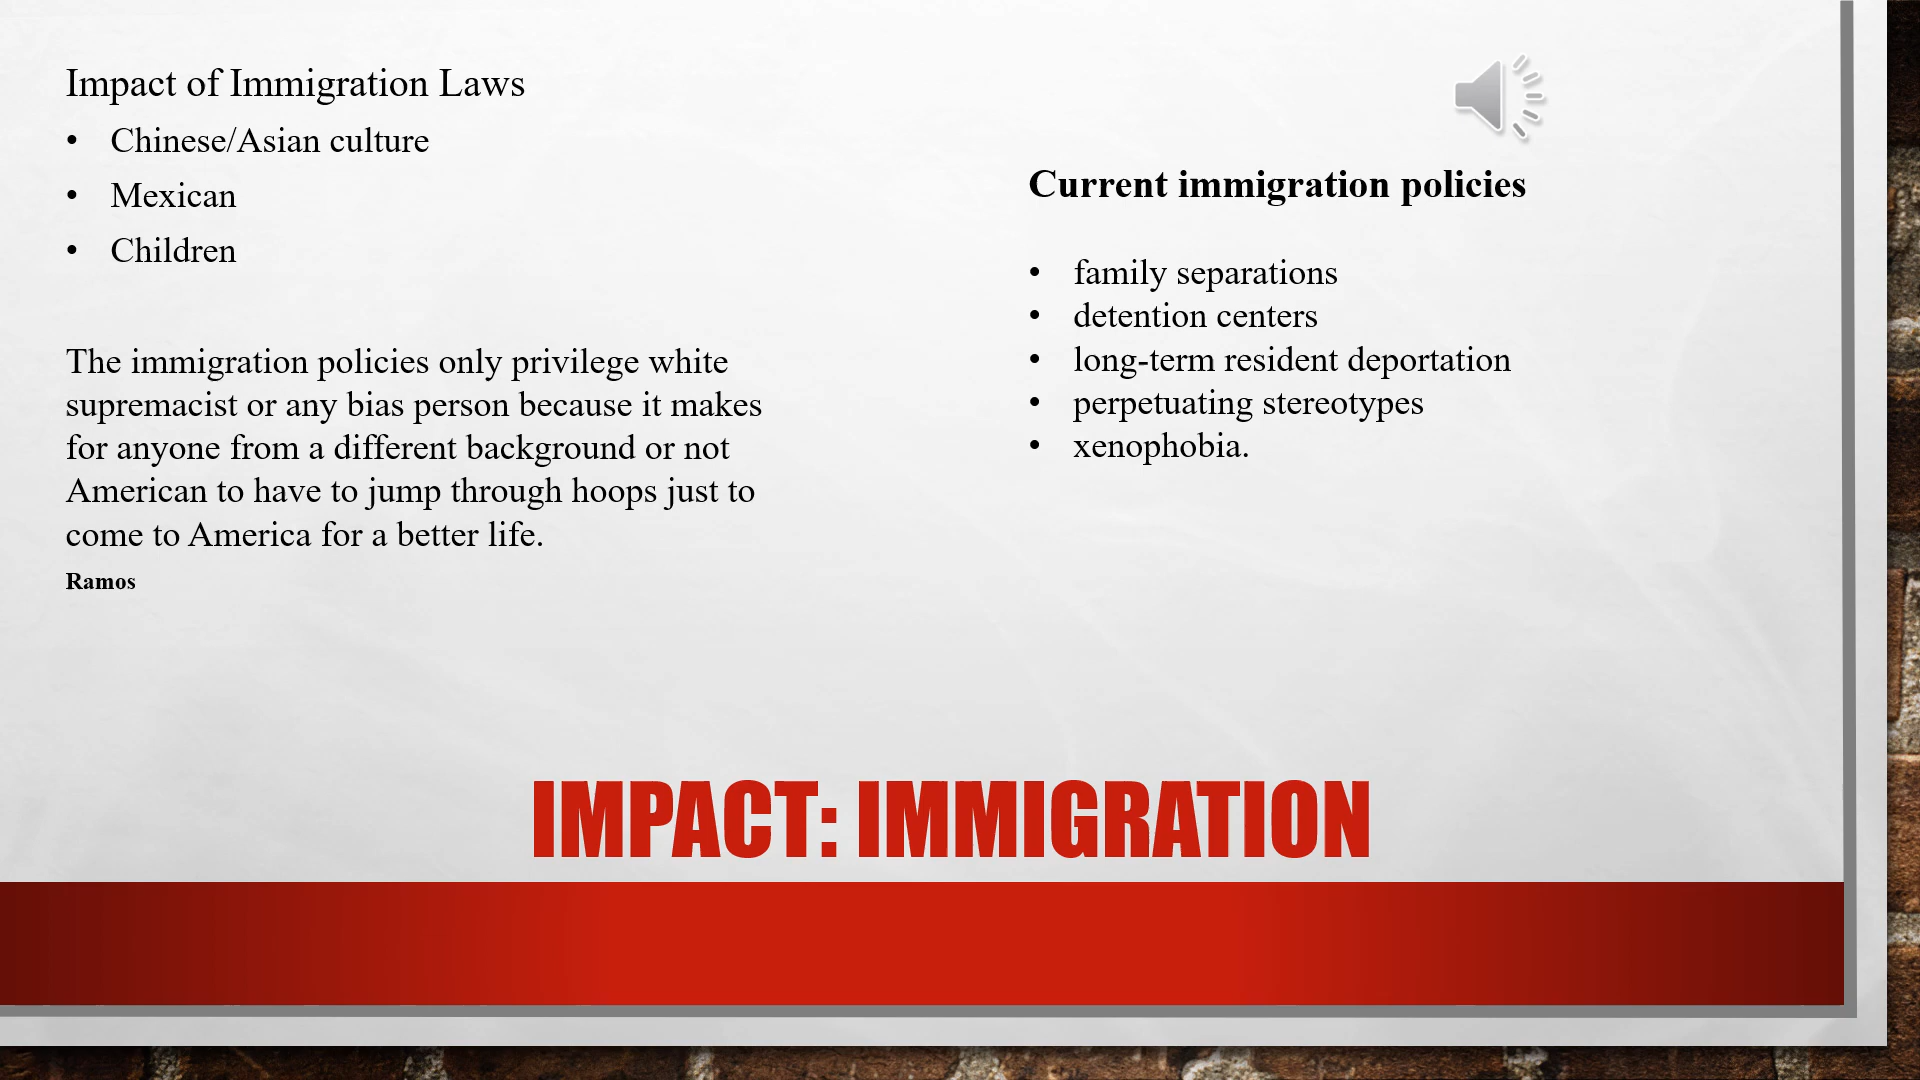 Impact of Immigration Laws
• Chinese/Asian culture
• Mexican
• Children
The immigration policies only privilege white
supremacist or any bias person because it makes
for anyone from a different background or not
American to have to jump through hoops just to
come to America for a better life.
Ramos
Current immigration policies
• family separations
• detention centers
• long-term resident deportation
• perpetuating stereotypes
• xenophobia.
IMPACT: IMMIGRATION